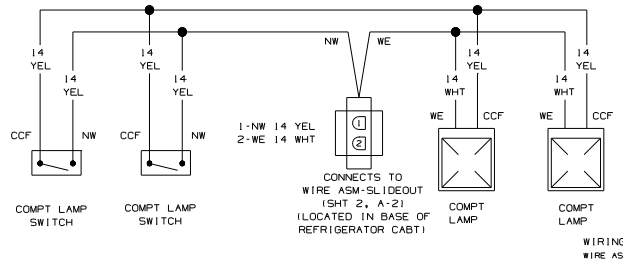 NW
WE
14
YEL
14
YEL
14
YEL
14
YEL
14
YEL
14
WHT
14
YEL
14
WHT
CCF
NW
CCF
NW
1-NW 14 YEL
2-WE 14 WHT
1
2
WE
CCF
WE
CCF
COMPT LAMP
SWITCH
COMPT LAMP
SWITCH
CONNECTS TO
WIRE ASM-SLIDEOUT
(SHT 2, A-2)
(LOCATED IN BASE OF
REFRIGERATOR CABT)
COMPT
LAMP
COMPT
LAMP
WIRING
WIRE AS